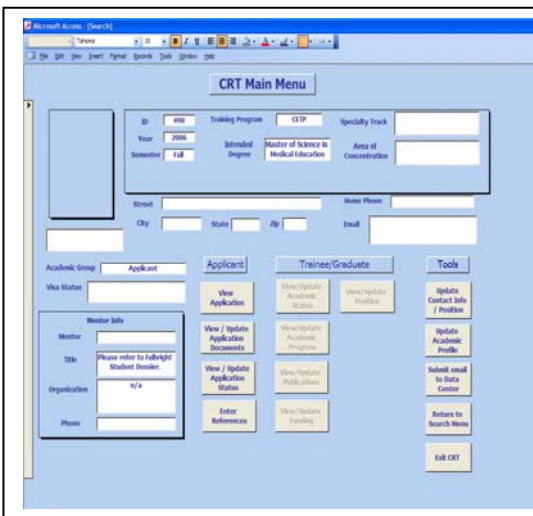 Microsoft Access - [Search]
Tahoma 10 B I U
File Edit View Insert Format Records Tools Window Help
CRT Main Menu
ID 498 Training Program CETP Specialty Track
Year 2006
Semester Fall Intended Degree Master of Science in Medical Education Area of Concentration
Street Home Phone
City State Zip Email
Academic Group Applicant
Visa Status
Applicant Trainee/Graduate Tools
View Application
View/Update Academic Status
View/Update Position
Update Contact Info / Position
View / Update Application Documents
View/Update Academic Progress
Update Academic Profile
View / Update Application Status
View/Update Publications
Submit email to Data Center
Enter References
View/Update Funding
Return to Search Menu
Exit CRT
Mentor Info
Mentor
Title Please refer to Fulbright Student Dossier.
Organization n/a
Phone